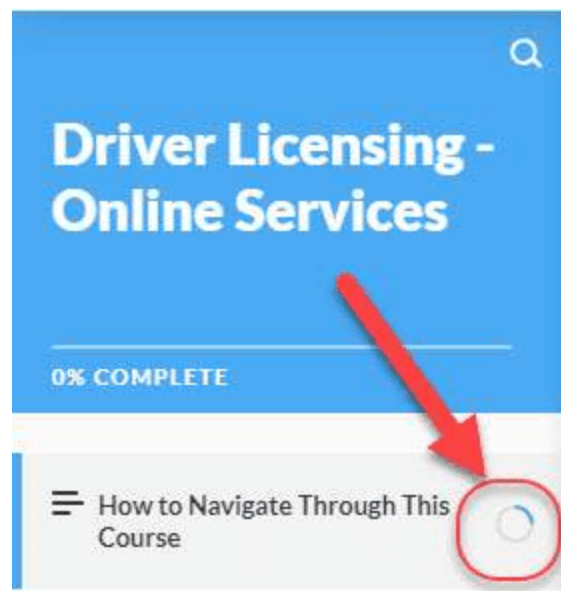 Driver Licensing -
Online Services
0% COMPLETE
How to Navigate Through This
Course